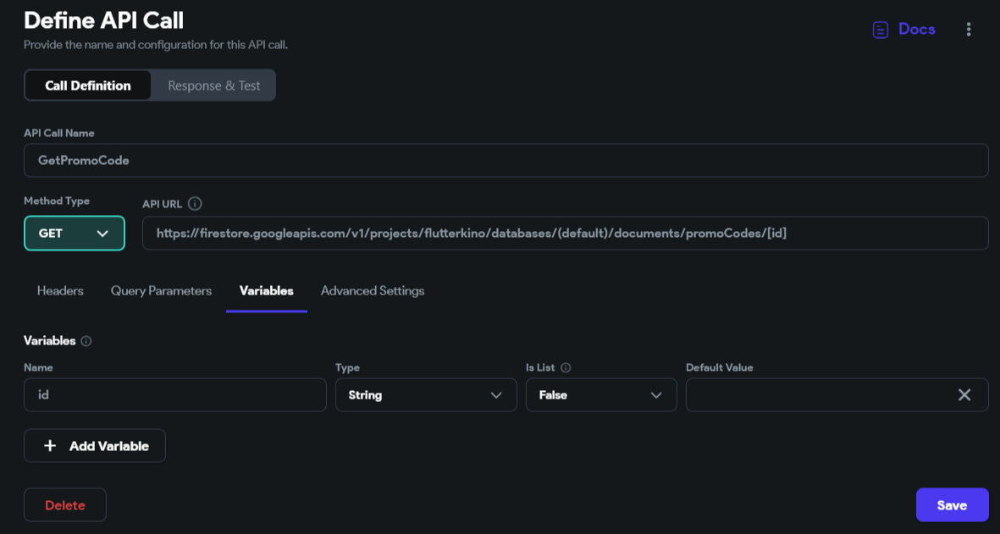 Define API Call
Docs
Provide the name and configuration for this API call.
Call Definition
Response & Test
API Call Name
GetPromoCode
Method Type
API URL
GET
https://firestore.googleapis.com/v1/projects/flutterkino/databases/(default)/documents/promoCodes/[id]
Headers
Query Parameters
Variables
Advanced Settings
Variables
Name
Type
Is List
Default Value
id
String
False
+ Add Variable
Delete
Save